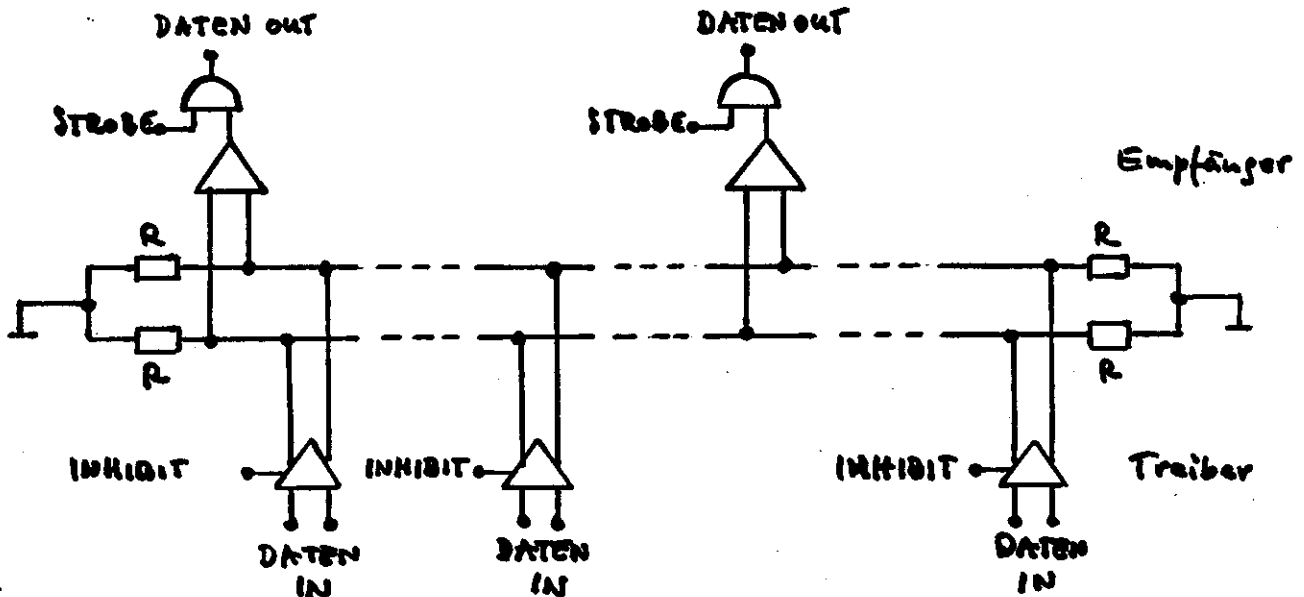 DATEN OUT
DATEN OUT
STROBE
STROBE
Empfänger
R
R
R
R
INHIBIT
INHIBIT
INHIBIT
Treiber
DATEN
IN
DATEN
IN
DATEN
IN